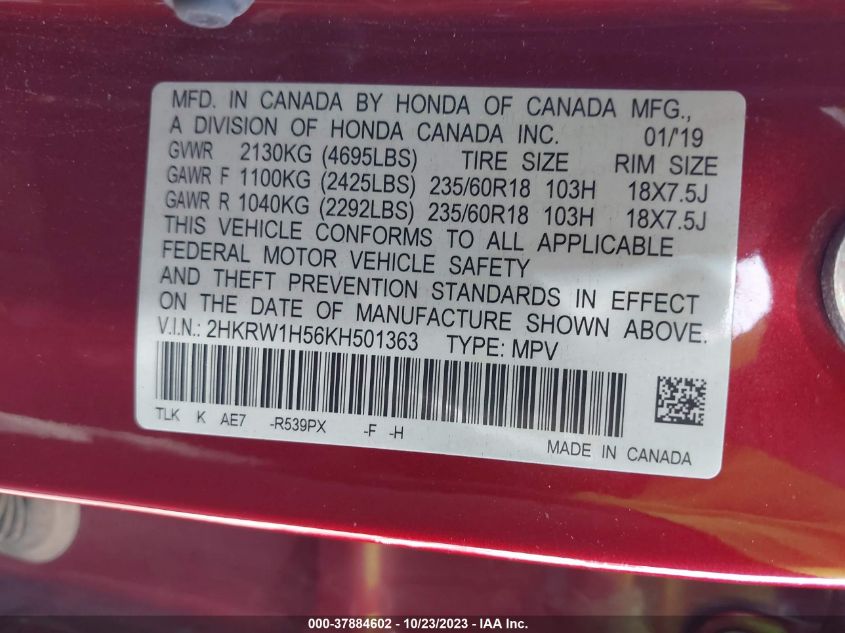 MFD. IN CANADA BY HONDA OF CANADA MFG.,
A DIVISION OF HONDA CANADA INC. 01/'19
GVWR 2130KG (4695LBS) TIRE SIZE RIM SIZE
GAWR F 1100KG (2425LBS) 235/60R18 103H 18X7.5J
GAWR R 1040KG (2292LBS) 235/60R18 103H 18X7.5J
THIS VEHICLE CONFORMS TO ALL APPLICABLE
FEDERAL MOTOR VEHICLE SAFETY
AND THEFT PREVENTION STANDARDS IN EFFECT
ON THE DATE OF MANUFACTURE SHOWN ABOVE.
V.I.N.: 2HKRW1H56KH501363 TYPE: MPV
TLK K AE7 -R539PX -F -H
MADE IN CANADA
000-37884602 - 10/23/2023 - IAA Inc.